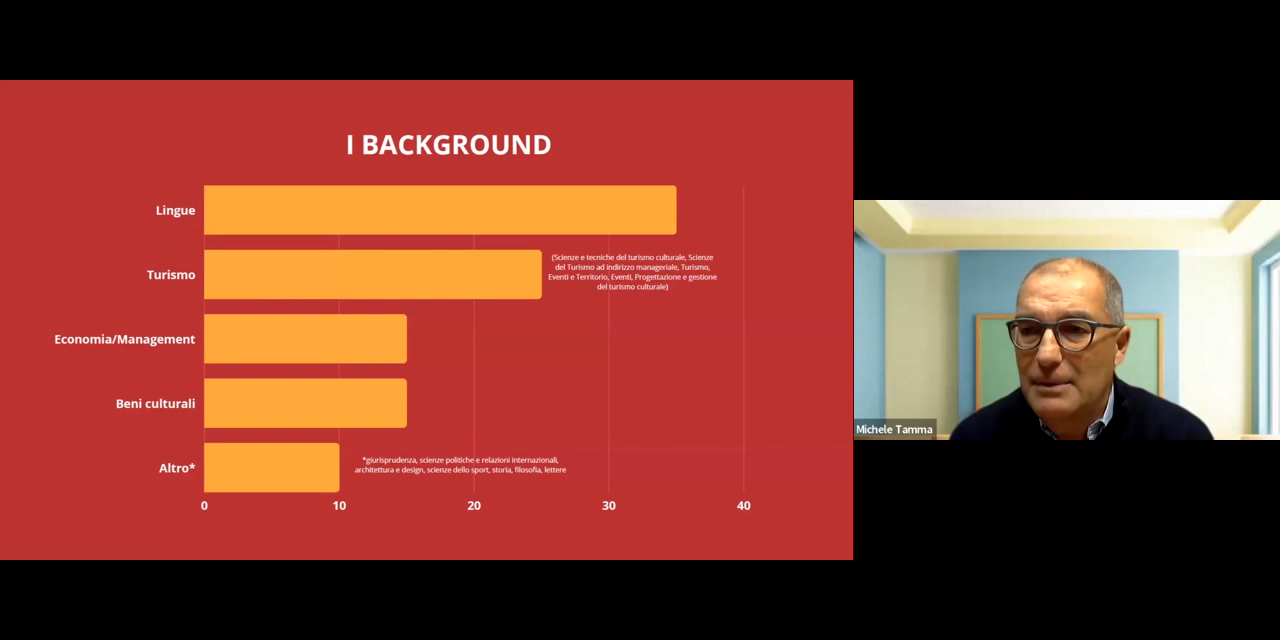 I BACKGROUND
Lingue
Turismo
(Scienze e tecniche del turismo culturale, Scienze
del Turismo ad indirizzo manageriale, Turismo,
Eventi e Territorio, Eventi, Progettazione e gestione
del turismo culturale)
Economia/Management
Beni culturali
Altro*
*giurisprudenza, scienze politiche e relazioni internazionali,
architettura e design, scienze dello sport, storia, filosofia, lettere
0 10 20 30 40
Michele Tamma